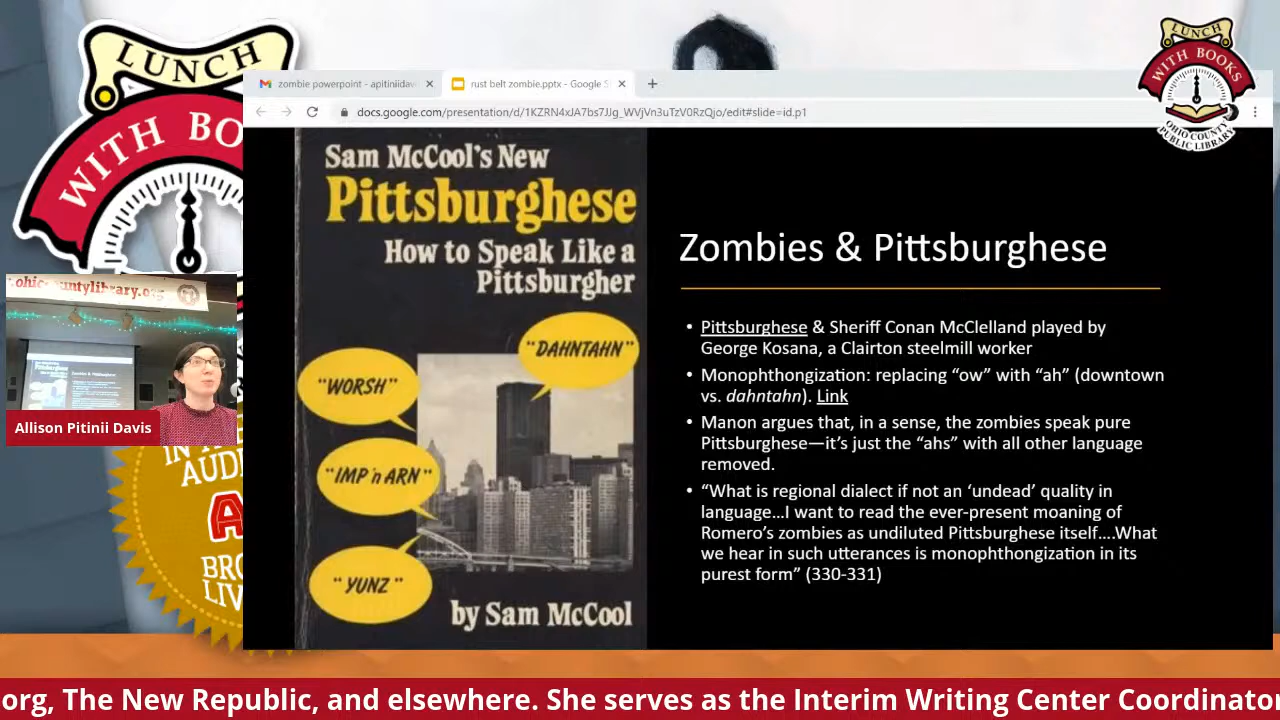 LUNCH
WITH BO
zombie powerpoint - apitiniidav
rust belt zombie.pptx - Google S
docs.google.com/presentation/d/1KZRN4xJA7bs7JJg_WVjVn3uTzV0RzQjo/edit#slide=id.p1
LUNCH
WITH BOOKS
OHIO COUNTY
PUBLIC LIBRARY
Sam McCool's New
Pittsburghese
How to Speak Like a
Pittsburgher
"DAHNTAHN"
"WORSH"
"IMP 'n ARN"
"YUNZ"
by Sam McCool
Zombies & Pittsburghese
• Pittsburghese & Sheriff Conan McClelland played by
George Kosana, a Clairton steelmill worker
• Monophthongization: replacing “ow” with “ah” (downtown
vs. dahntahn). Link
• Manon argues that, in a sense, the zombies speak pure
Pittsburghese—it’s just the “ahs” with all other language
removed.
• “What is regional dialect if not an ‘undead’ quality in
language…I want to read the ever-present moaning of
Romero’s zombies as undiluted Pittsburghese itself….What
we hear in such utterances is monophthongization in its
purest form” (330-331)
ohiocountylibrary.org
Allison Pitinii Davis
AUD
A
BRO
LIV
org, The New Republic, and elsewhere. She serves as the Interim Writing Center Coordinator